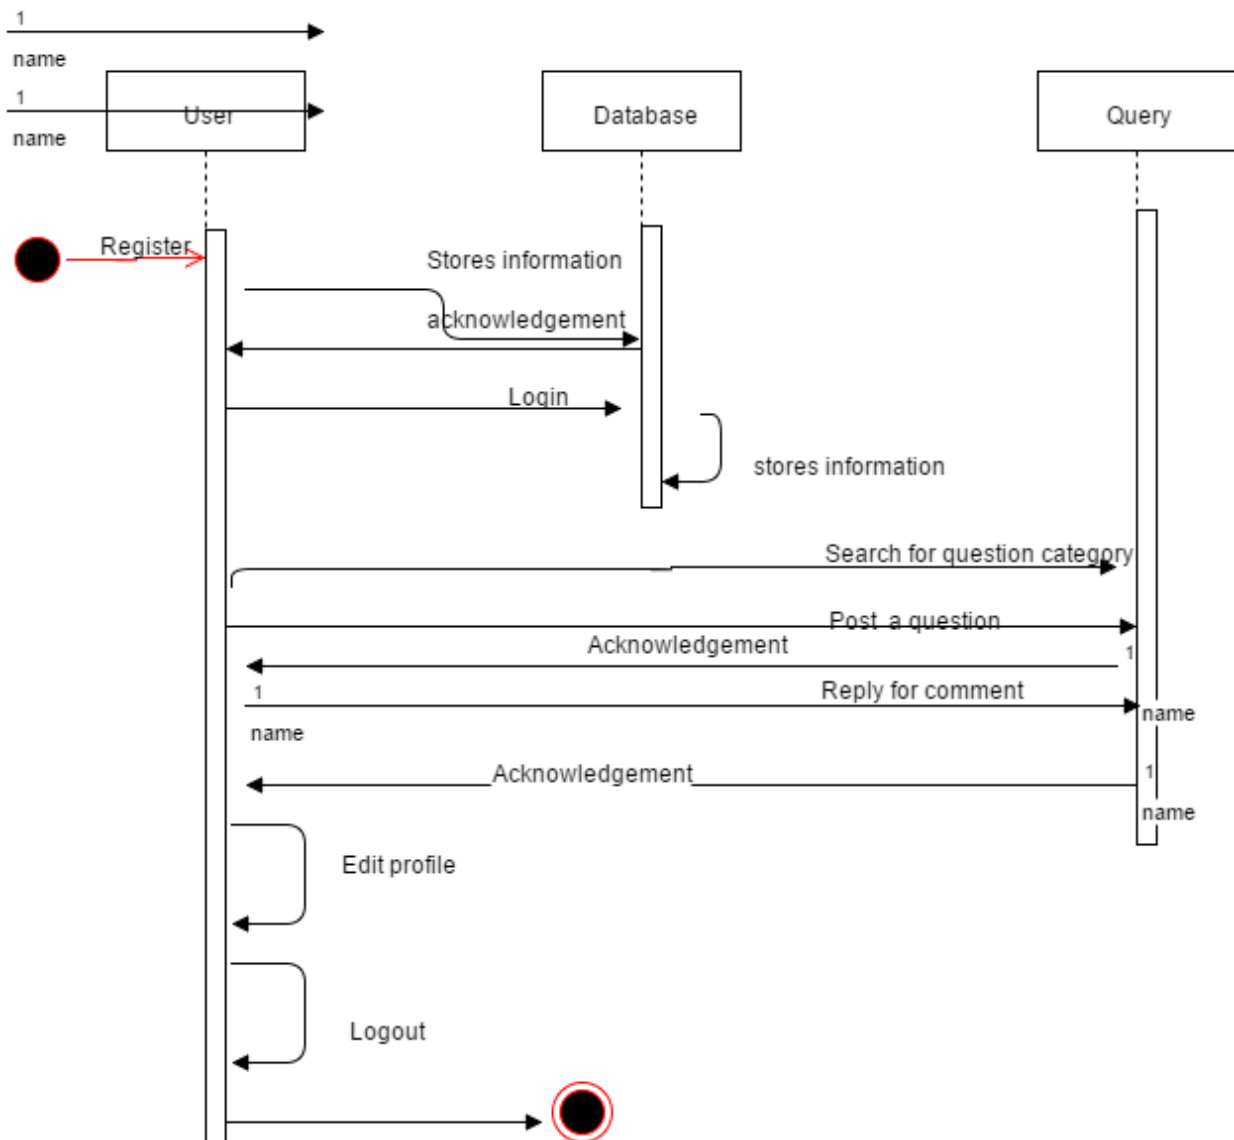 1
name
1
name
User
Database
Query
Register
Stores information
acknowledgement
Login
stores information
Search for question category
Post a question
Acknowledgement
1
1
Reply for comment
name
name
Acknowledgement
1
name
Edit profile
Logout